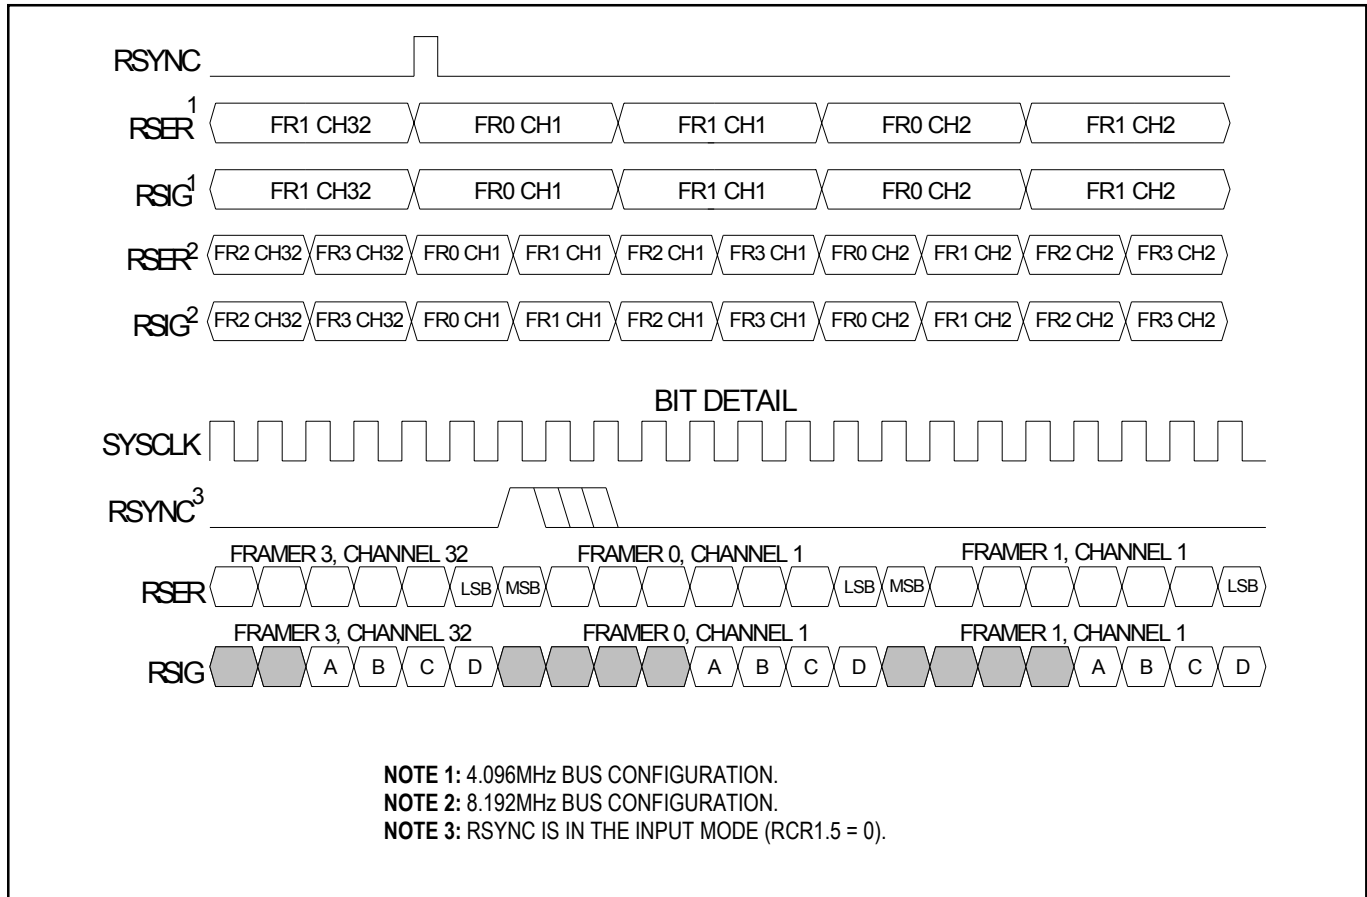 RSYNC
RSER1 FR1 CH32 FR0 CH1 FR1 CH1 FR0 CH2 FR1 CH2
RSIG1 FR1 CH32 FR0 CH1 FR1 CH1 FR0 CH2 FR1 CH2
RSER2 FR2 CH32 FR3 CH32 FR0 CH1 FR1 CH1 FR2 CH1 FR3 CH1 FR0 CH2 FR1 CH2 FR2 CH2 FR3 CH2
RSIG2 FR2 CH32 FR3 CH32 FR0 CH1 FR1 CH1 FR2 CH1 FR3 CH1 FR0 CH2 FR1 CH2 FR2 CH2 FR3 CH2
BIT DETAIL
SYSCLK
RSYNC3
FRAMER 3, CHANNEL 32 FRAMER 0, CHANNEL 1 FRAMER 1, CHANNEL 1
RSER LSB MSB LSB MSB LSB
FRAMER 3, CHANNEL 32 FRAMER 0, CHANNEL 1 FRAMER 1, CHANNEL 1
RSIG A B C D A B C D A B C D
NOTE 1: 4.096MHz BUS CONFIGURATION.
NOTE 2: 8.192MHz BUS CONFIGURATION.
NOTE 3: RSYNC IS IN THE INPUT MODE (RCR1.5 = 0).